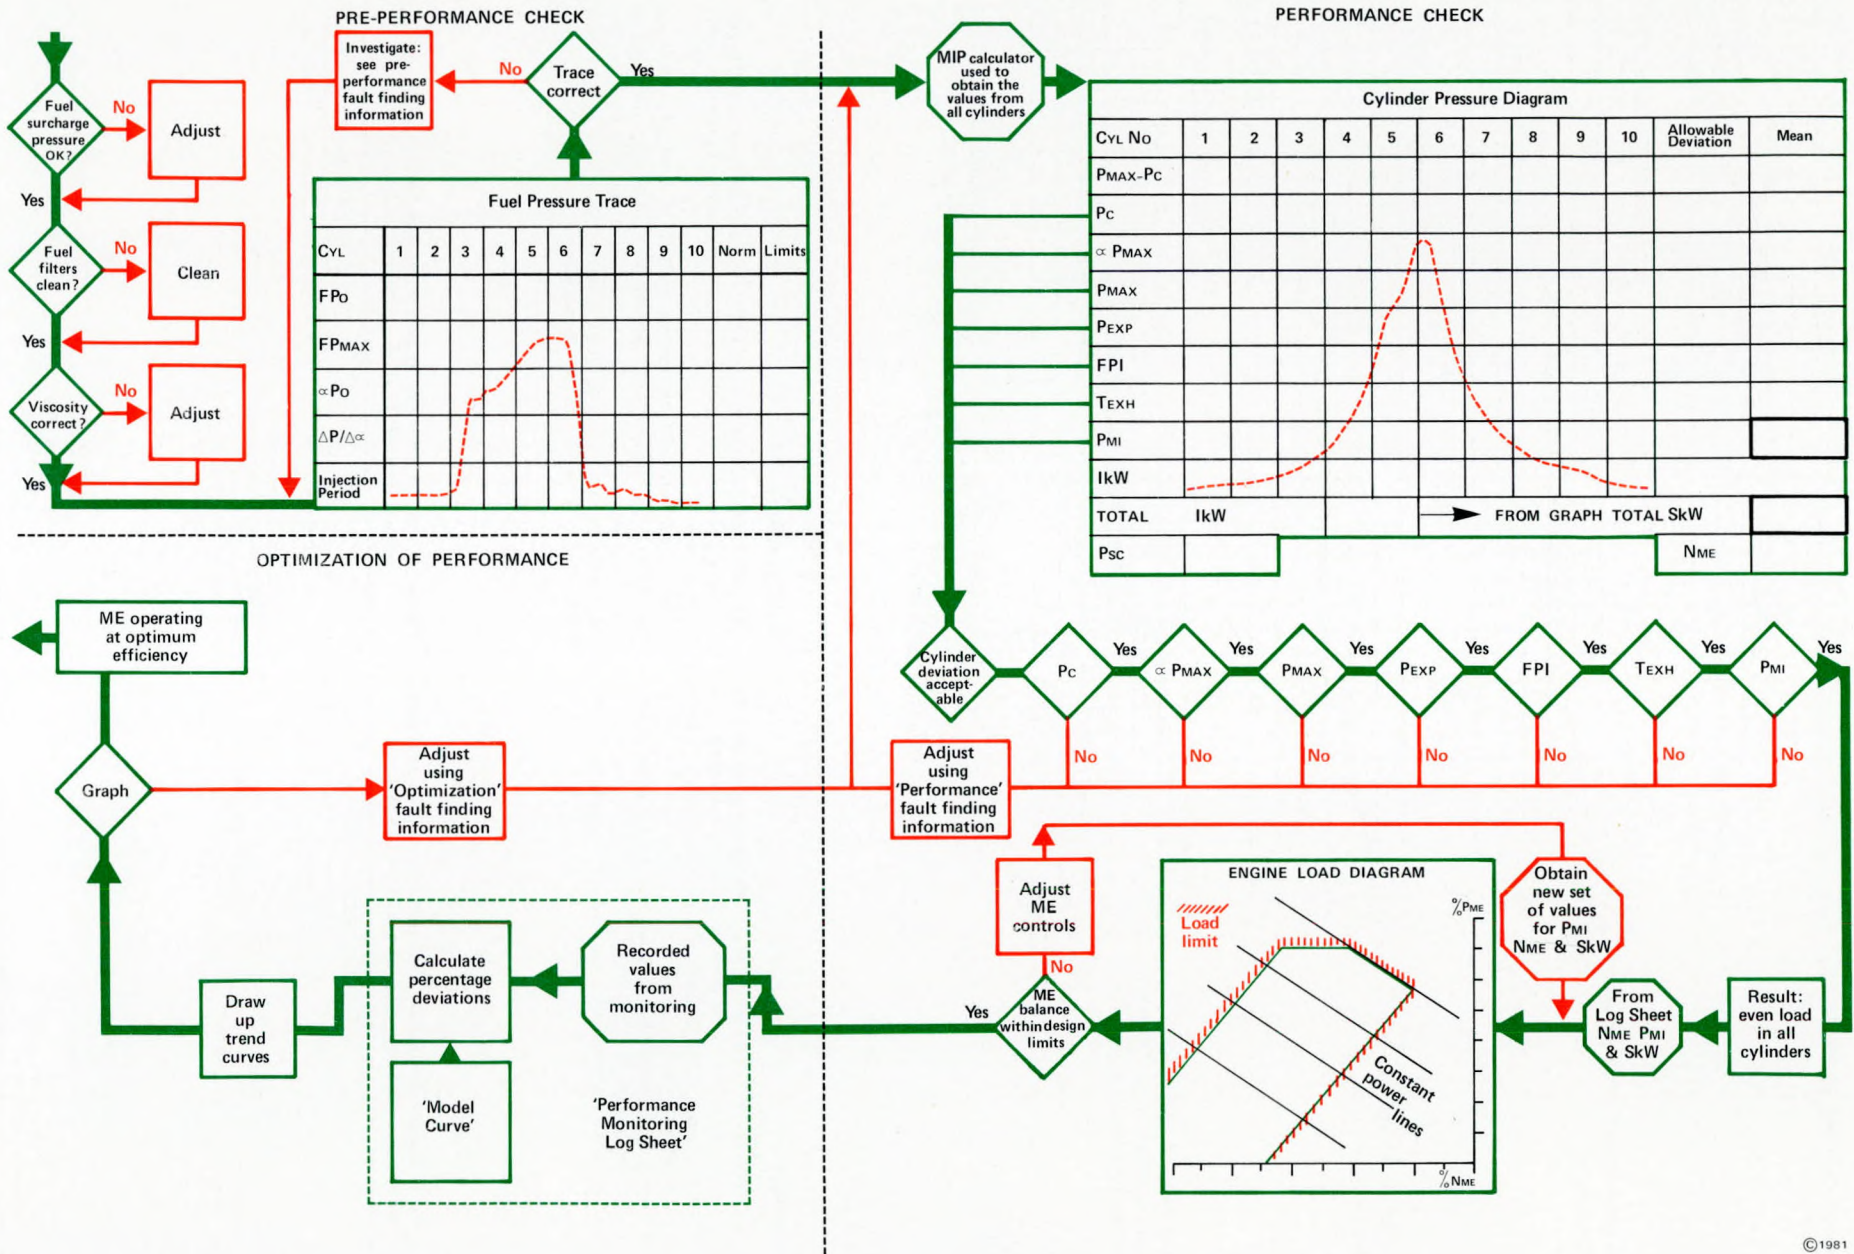 PRE-PERFORMANCE CHECK
Fuel
surcharge
pressure
OK?
No
Adjust
Yes
Fuel
filters
clean?
No
Clean
Yes
Viscosity
correct?
No
Adjust
Yes
Investigate:
see pre-
performance
fault finding
information
No
Trace
correct
Yes
Fuel Pressure Trace
CYL 1 2 3 4 5 6 7 8 9 10 Norm Limits
FPO
FPMAX
∝PO
ΔP/Δ∝
Injection
Period
PERFORMANCE CHECK
MIP calculator
used to
obtain the
values from
all cylinders
Cylinder Pressure Diagram
CYL NO 1 2 3 4 5 6 7 8 9 10 Allowable Deviation Mean
PMAX-PC
PC
∝ PMAX
PMAX
PEXP
FPI
TEXH
PMI
IkW
TOTAL IkW FROM GRAPH TOTAL SkW
PSC NME
Cylinder
deviation
accept-
able
PC Yes ∝ PMAX Yes PMAX Yes PEXP Yes FPI Yes TEXH Yes PMI Yes
No No No No No No No
Adjust
using
'Performance'
fault finding
information
Adjust
ME
controls
No
ME
balance
within design
limits
Yes
ENGINE LOAD DIAGRAM
Load
limit
%PME
Constant
power
lines
%NME
Obtain
new set
of values
for PMI
NME & SkW
From
Log Sheet
NME PMI
& SkW
Result:
even load
in all
cylinders
OPTIMIZATION OF PERFORMANCE
ME operating
at optimum
efficiency
Graph
Adjust
using
'Optimization'
fault finding
information
Draw
up
trend
curves
Calculate
percentage
deviations
Recorded
values
from
monitoring
'Model
Curve'
'Performance
Monitoring
Log Sheet'
©1981